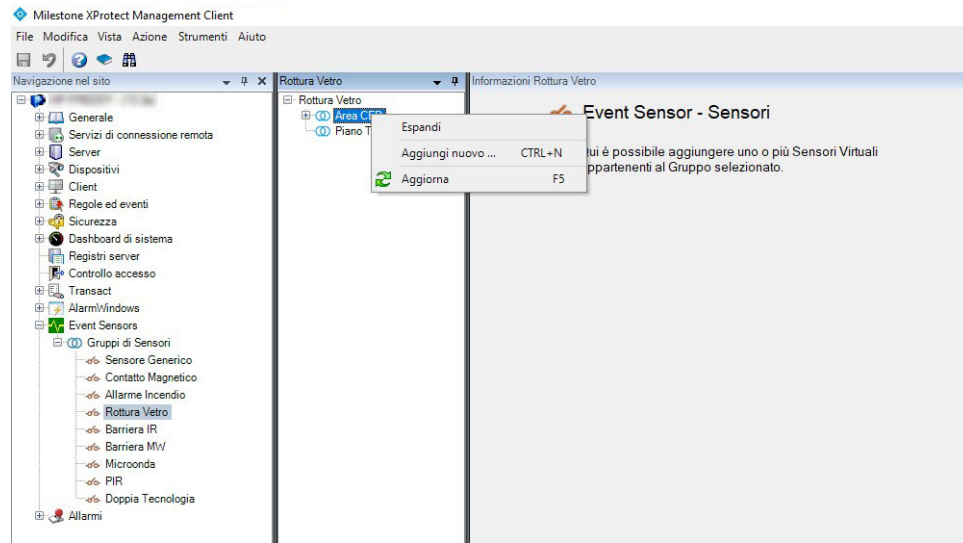 Milestone XProtect Management Client
File Modifica Vista Azione Strumenti Aiuto
Navigazione nel sito
Generale
Servizi di connessione remota
Server
Dispositivi
Client
Regole ed eventi
Sicurezza
Dashboard di sistema
Registri server
Controllo accesso
Transact
AlarmWindows
Event Sensors
Gruppi di Sensori
Sensore Generico
Contatto Magnetico
Allarme Incendio
Rottura Vetro
Barriera IR
Barriera MW
Microonda
PIR
Doppia Tecnologia
Allarmi
Rottura Vetro
Rottura Vetro
Area
Piano
Espandi
Aggiungi nuovo ... CTRL+N
Aggiorna F5
Informazioni Rottura Vetro
Event Sensor - Sensori
è possibile aggiungere uno o più Sensori Virtuali
al Gruppo selezionato.